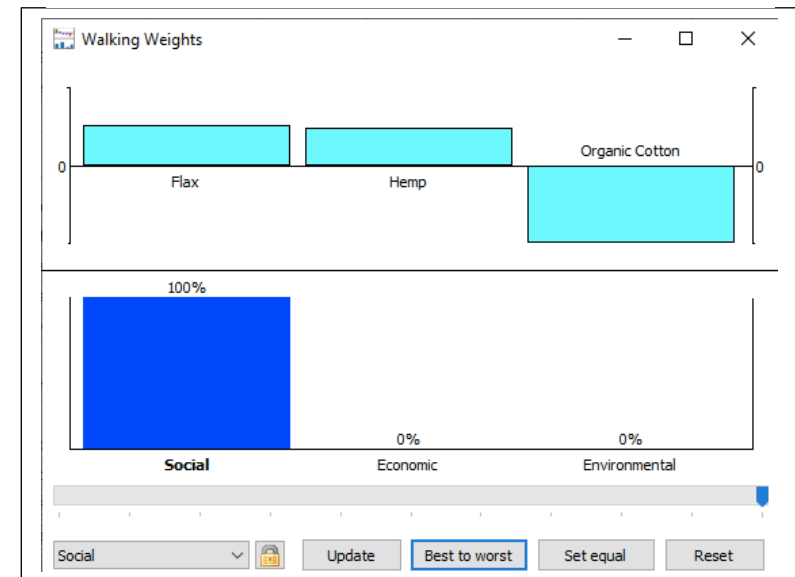 Walking Weights
Organic Cotton
0 0
Flax Hemp
100%
0% 0%
Social Economic Environmental
Social Update Best to worst Set equal Reset